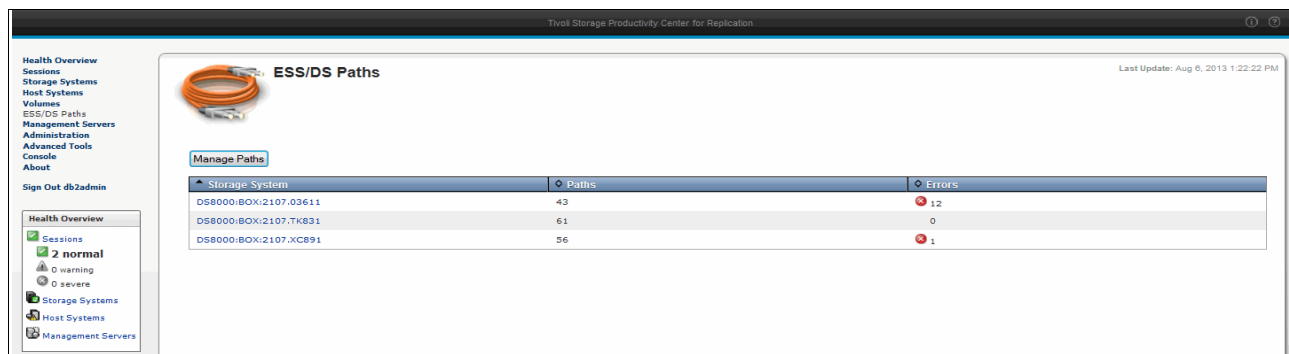 Tivoli Storage Productivity Center for Replication
Health Overview
Sessions
Storage Systems
Host Systems
Volumes
ESS/DS Paths
Management Servers
Administration
Advanced Tools
Console
About
Sign Out db2admin
Health Overview
Sessions
2 normal
0 warning
0 severe
Storage Systems
Host Systems
Management Servers
ESS/DS Paths
Last Update: Aug 6, 2013 1:22:22 PM
Manage Paths
Storage System Paths Errors
DS8000:BOX:2107.03611 43 12
DS8000:BOX:2107.TK831 61 0
DS8000:BOX:2107.XC891 56 1